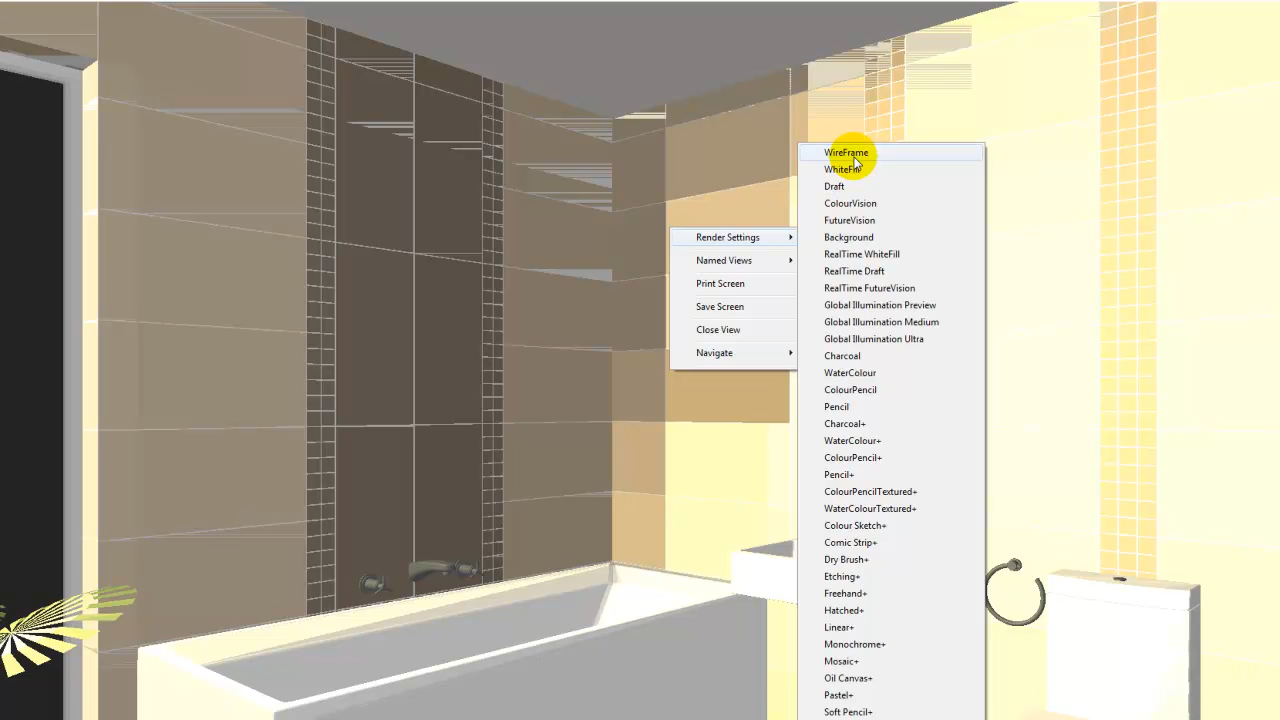 Render Settings
Named Views
Print Screen
Save Screen
Close View
Navigate
WireFrame
WhiteFill
Draft
ColourVision
FutureVision
Background
RealTime WhiteFill
RealTime Draft
RealTime FutureVision
Global Illumination Preview
Global Illumination Medium
Global Illumination Ultra
Charcoal
WaterColour
ColourPencil
Pencil
Charcoal+
WaterColour+
ColourPencil+
Pencil+
ColourPencilTextured+
WaterColourTextured+
Colour Sketch+
Comic Strip+
Dry Brush+
Etching+
Freehand+
Hatched+
Linear+
Monochrome+
Mosaic+
Oil Canvas+
Pastel+
Soft Pencil+